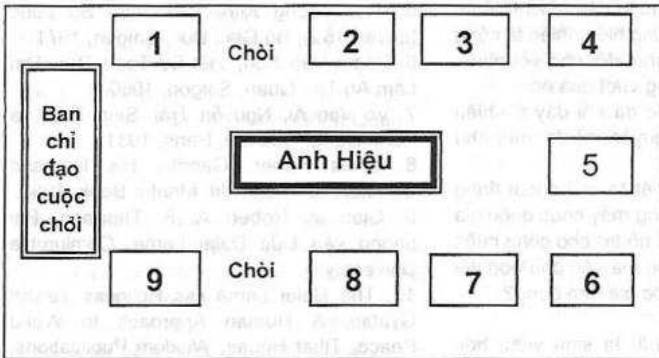 1 Chòi 2 3 4
Ban
chỉ
đạo
cuộc
chơi
Anh Hiệu
5
9 Chòi 8 7 6